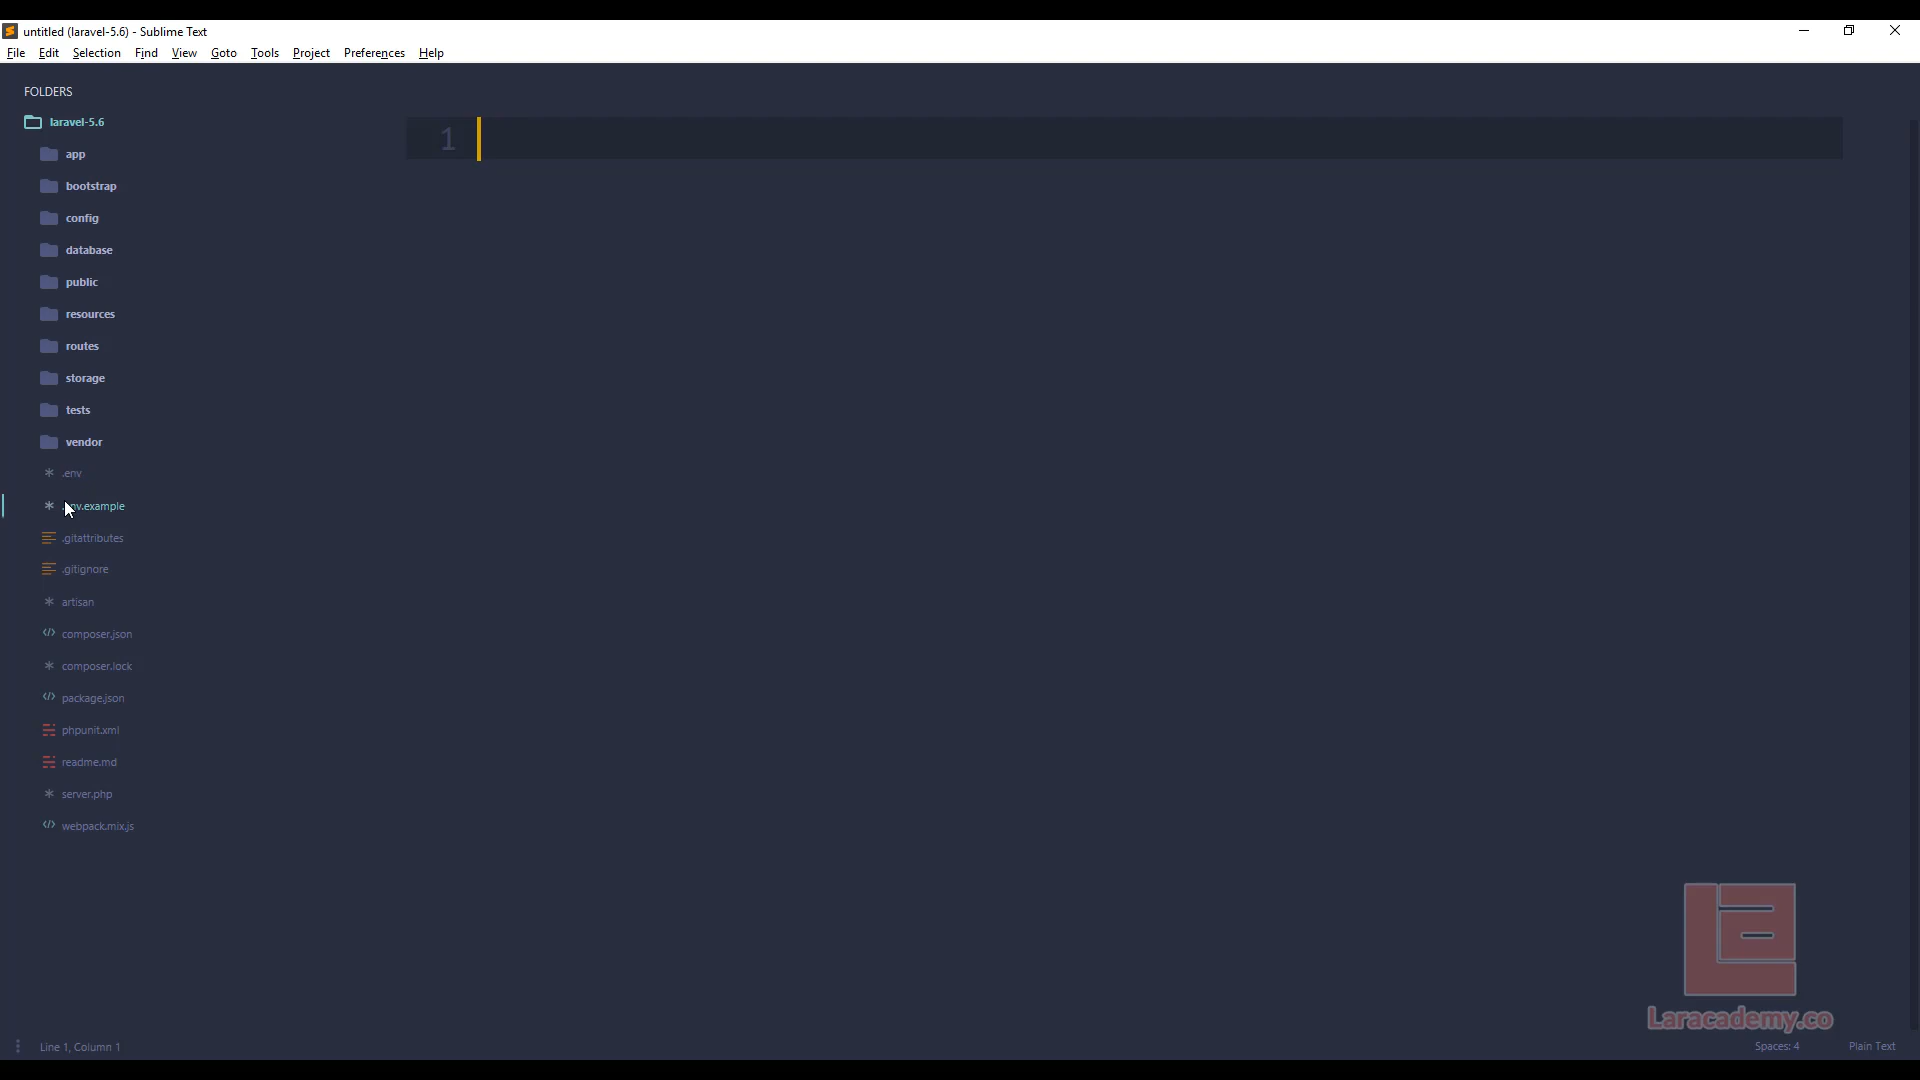 untitled (laravel-5.6) - Sublime Text
File Edit Selection Find View Goto Tools Project Preferences Help
FOLDERS
laravel-5.6
app
bootstrap
config
database
public
resources
routes
storage
tests
vendor
.env
.env.example
.gitattributes
.gitignore
artisan
composer.json
composer.lock
package.json
phpunit.xml
readme.md
server.php
webpack.mix.js
1
Laracademy.co
Line 1, Column 1
Spaces: 4
Plain Text